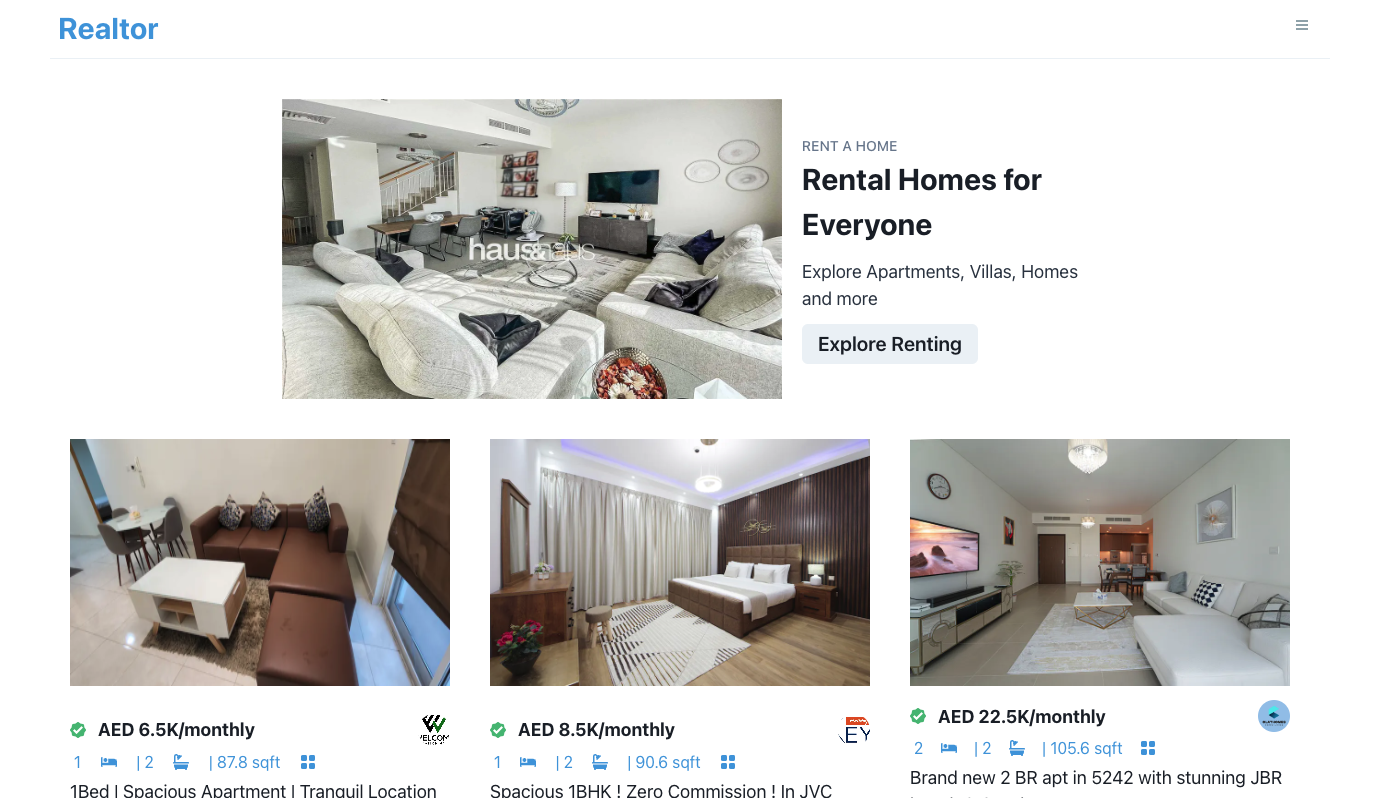 Realtor
haus&haus
RENT A HOME
Rental Homes for
Everyone
Explore Apartments, Villas, Homes
and more
Explore Renting
AED 6.5K/monthly
1 | 2 | 87.8 sqft
1Bed | Spacious Apartment | Tranquil Location
AED 8.5K/monthly
EY
1 | 2 | 90.6 sqft
Spacious 1BHK ! Zero Commission ! In JVC
AED 22.5K/monthly
2 | 2 | 105.6 sqft
Brand new 2 BR apt in 5242 with stunning JBR